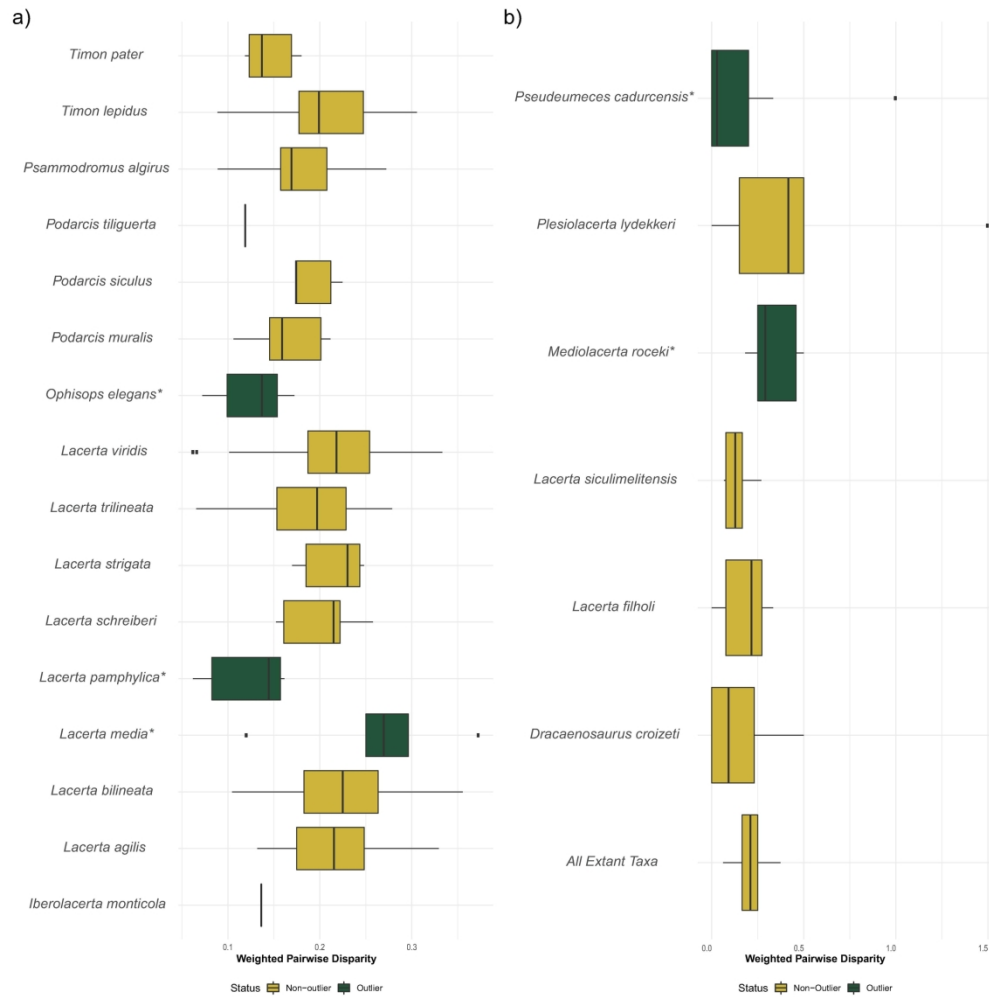 a)
Timon pater
Timon lepidus
Psammodromus algirus
Podarcis tiliguerta
Podarcis siculus
Podarcis muralis
Ophisops elegans*
Lacerta viridis
Lacerta trilineata
Lacerta strigata
Lacerta schreiberi
Lacerta pamphylica*
Lacerta media*
Lacerta bilineata
Lacerta agilis
Iberolacerta monticola
0.1 0.2 0.3
Weighted Pairwise Disparity
Status Non-outlier Outlier
b)
Pseudeumeces cadurcensis*
Plesiolacerta lydekkeri
Mediolacerta roceki*
Lacerta siculimelitensis
Lacerta filholi
Dracaenosaurus croizeti
All Extant Taxa
0.0 0.5 1.0 1.5
Weighted Pairwise Disparity
Status Non-Outlier Outlier